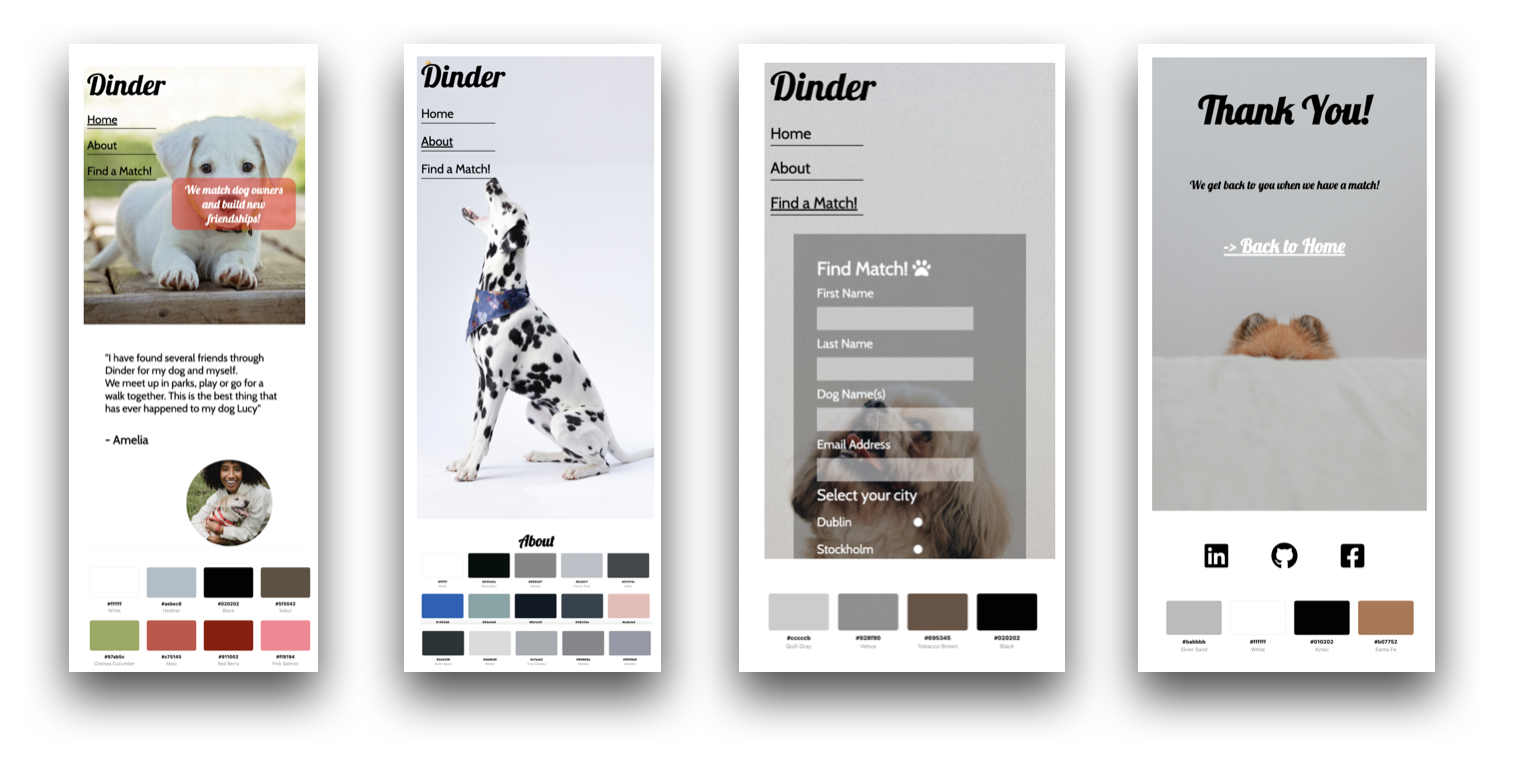 Dinder
Home
About
Find a Match!
We match dog owners
and build new
friendships!
"I have found several friends through
Dinder for my dog and myself.
We meet up in parks, play or go for a
walk together. This is the best thing that
has ever happened to my dog Lucy"
- Amelia
#ffffff
White
#aebec8
Heather
#020202
Black
#5f5042
Kabul
#97ab5c
Chelsea Cucumber
#c75145
Mojo
#911002
Red Berry
#ff8194
Pink Salmon
Dinder
Home
About
Find a Match!
About
Dinder
Home
About
Find a Match!
Find Match!
First Name
Last Name
Dog Name(s)
Email Address
Select your city
Dublin
Stockholm
#cccccb
Quill Gray
#928f90
Venus
#695345
Tobacco Brown
#020202
Black
Thank You!
We get back to you when we have a match!
-> Back to Home
in
f
#babbbb
Silver Sand
#ffffff
White
#010202
Aztec
#b07752
Santa Fe